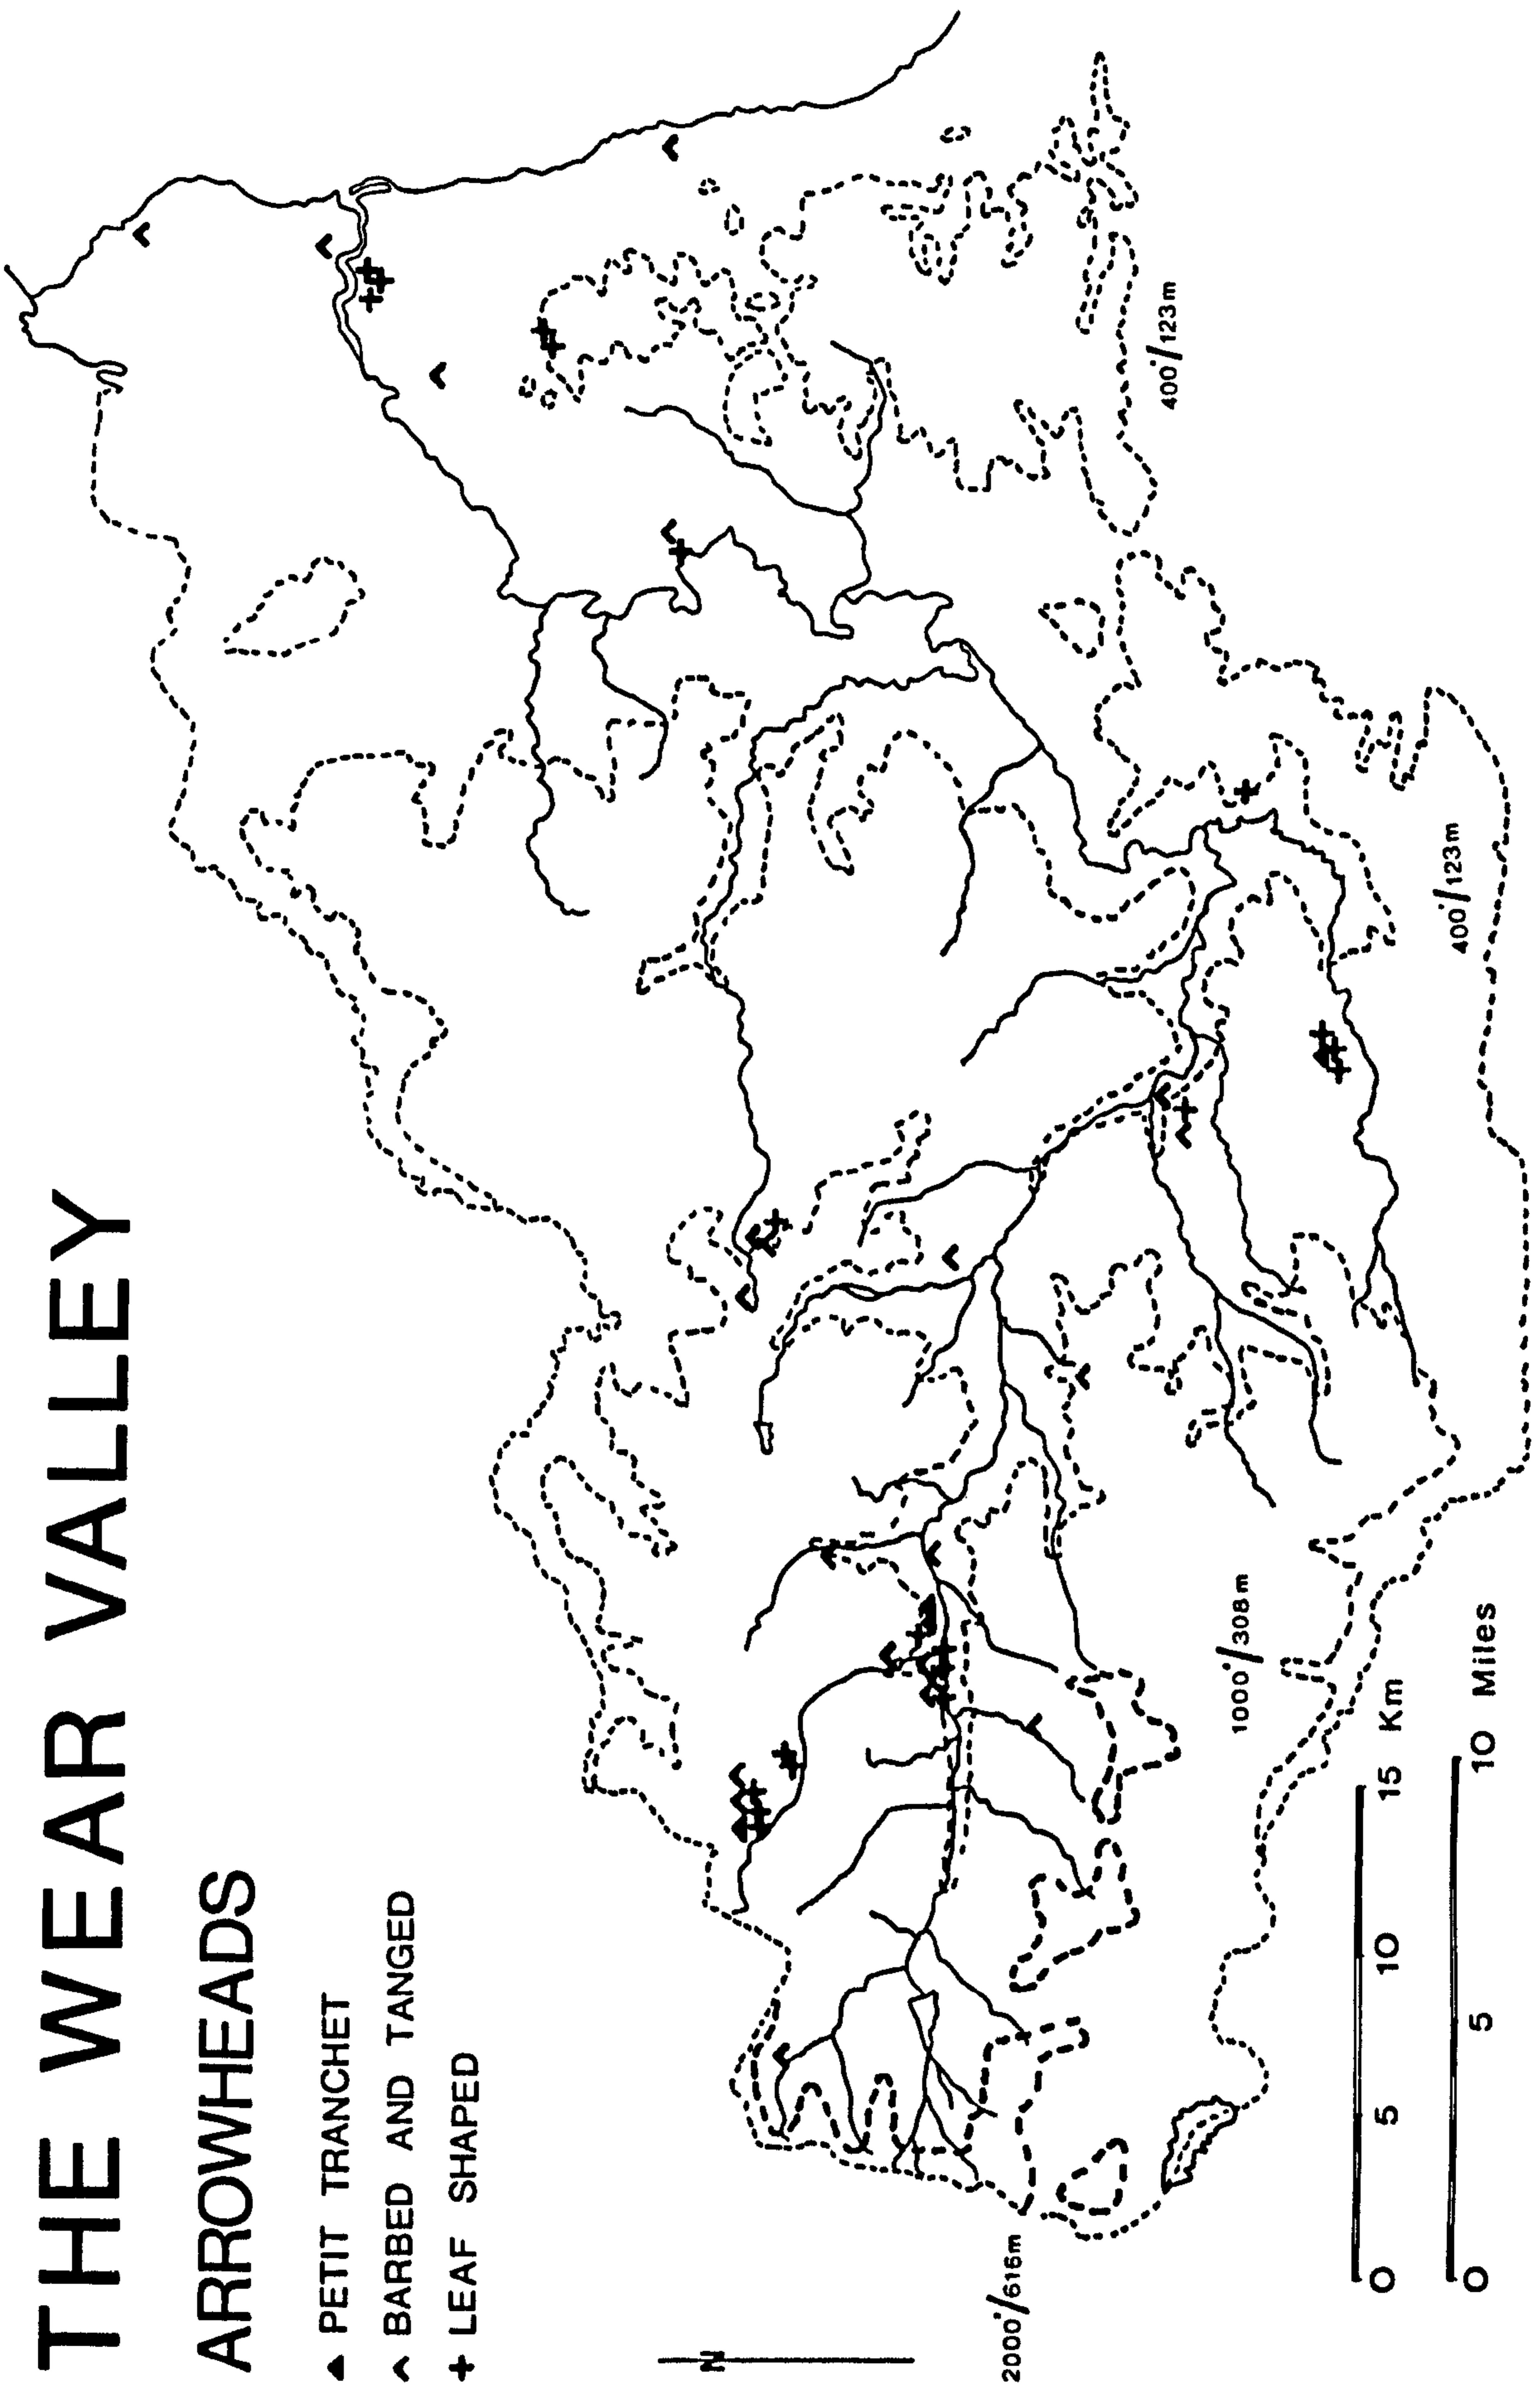 THE WEAR VALLEY
ARROWHEADS
PETIT TRANCHET
BARBED AND TANGED
LEAF SHAPED
N
2000'/616m
1000'/308m
400'/123m
400'/123m
0 5 10 15 Km
0 5 10 Miles